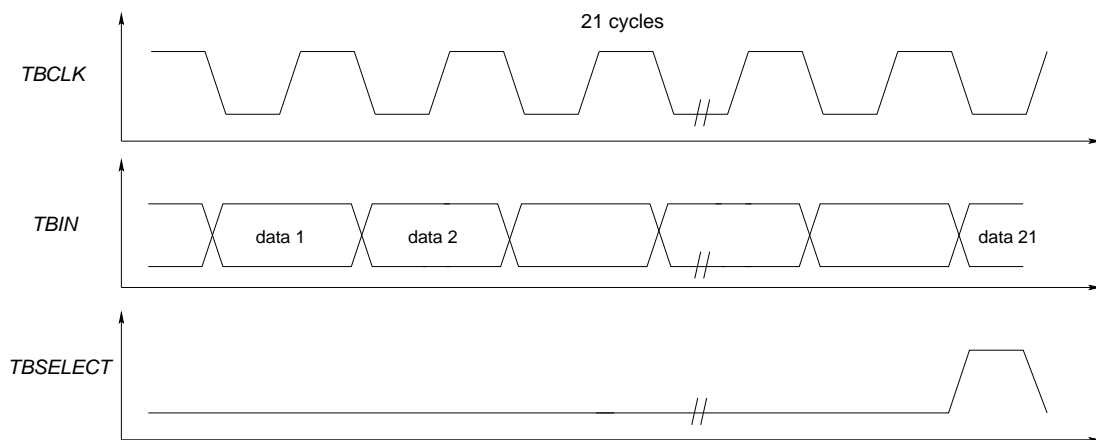 21 cycles
TBCLK
TBIN
data 1
data 2
data 21
TBSELECT